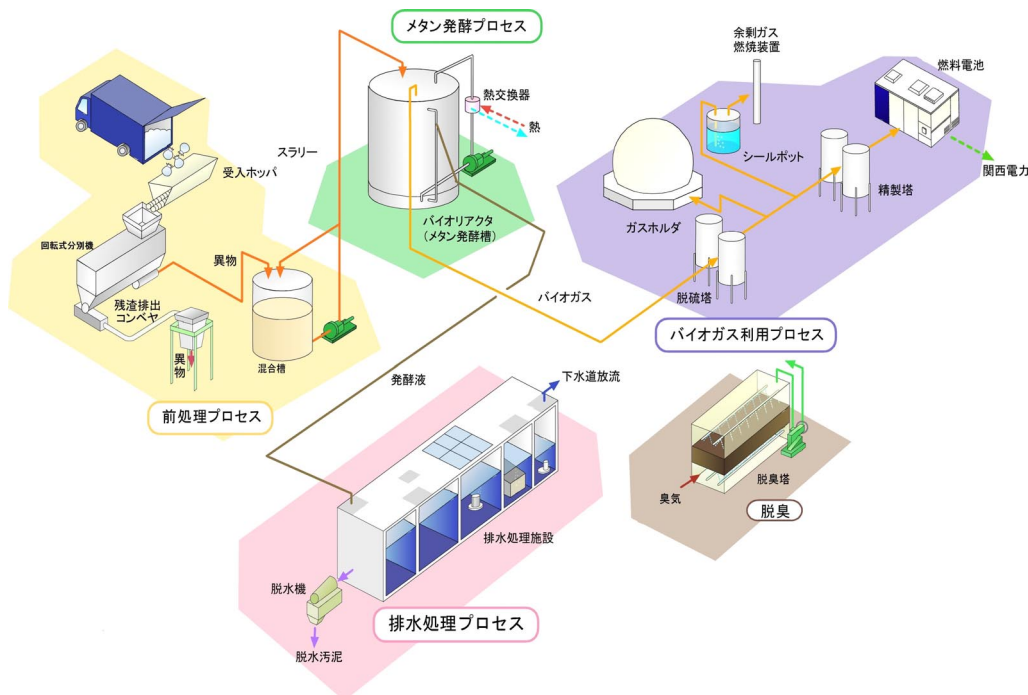 メタン発酵プロセス
熱交換器
熱
スラリー
バイオリアクタ
(メタン発酵槽)
受入ホッパ
回転式分別機
異物
残渣排出
コンベヤ
異物
混合槽
前処理プロセス
余剰ガス
燃焼装置
燃料電池
シールポット
関西電力
精製塔
ガスホルダ
脱硫塔
バイオガス
バイオガス利用プロセス
発酵液
下水道放流
排水処理施設
脱水機
排水処理プロセス
脱水汚泥
脱臭塔
臭気
脱臭